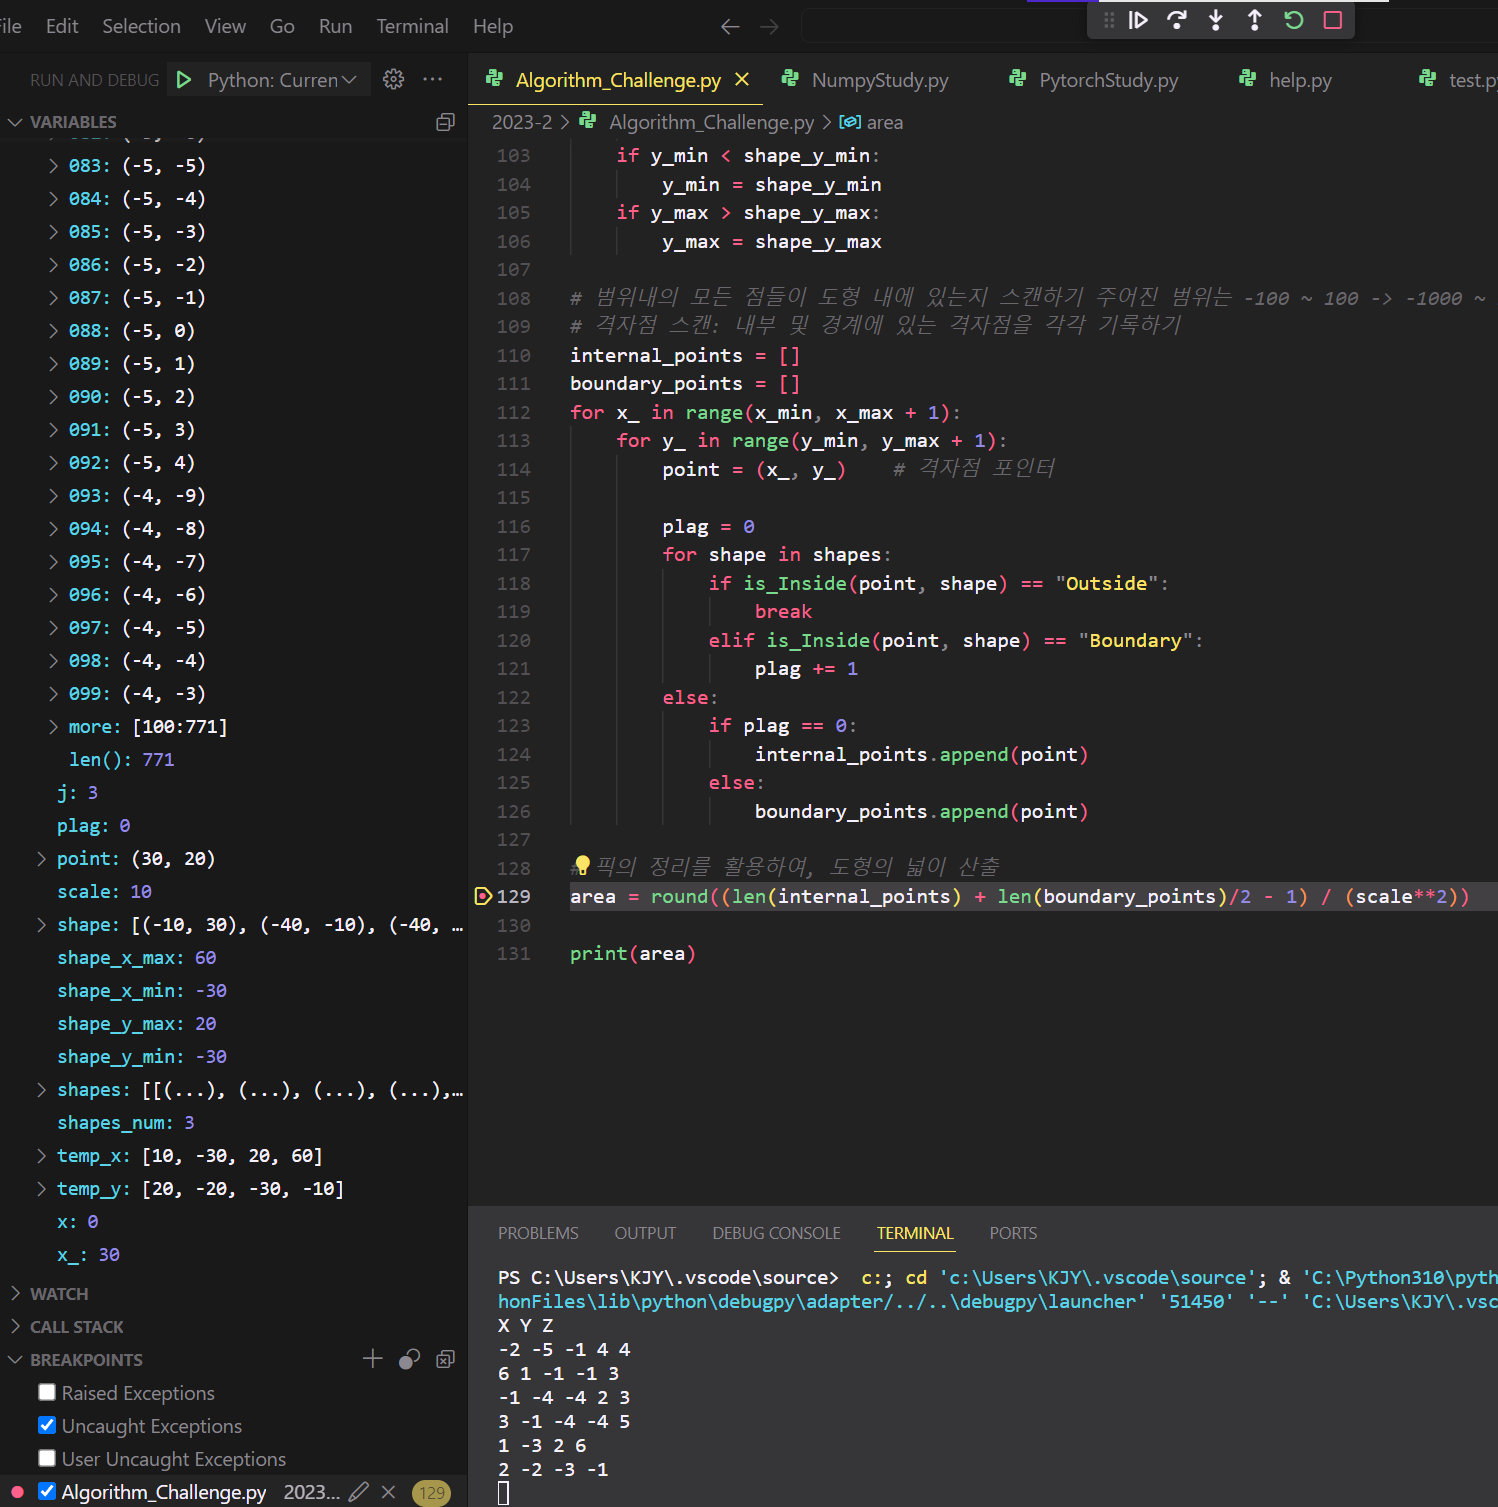 File Edit Selection View Go Run Terminal Help
RUN AND DEBUG Python: Curren
Algorithm_Challenge.py NumpyStudy.py PytorchStudy.py help.py test.py
VARIABLES
083: (-5, -5)
084: (-5, -4)
085: (-5, -3)
086: (-5, -2)
087: (-5, -1)
088: (-5, 0)
089: (-5, 1)
090: (-5, 2)
091: (-5, 3)
092: (-5, 4)
093: (-4, -9)
094: (-4, -8)
095: (-4, -7)
096: (-4, -6)
097: (-4, -5)
098: (-4, -4)
099: (-4, -3)
more: [100:771]
len(): 771
j: 3
plag: 0
point: (30, 20)
scale: 10
shape: [(-10, 30), (-40, -10), (-40, …
shape_x_max: 60
shape_x_min: -30
shape_y_max: 20
shape_y_min: -30
shapes: [[(...), (...), (...), (...),…
shapes_num: 3
temp_x: [10, -30, 20, 60]
temp_y: [20, -20, -30, -10]
x: 0
x_: 30
WATCH
CALL STACK
BREAKPOINTS
Raised Exceptions
Uncaught Exceptions
User Uncaught Exceptions
Algorithm_Challenge.py 2023... 129
2023-2 > Algorithm_Challenge.py > area
103 if y_min < shape_y_min:
104 y_min = shape_y_min
105 if y_max > shape_y_max:
106 y_max = shape_y_max
107
108 # 범위내의 모든 점들이 도형 내에 있는지 스캔하기 주어진 범위는 -100 ~ 100 -> -1000 ~
109 # 격자점 스캔: 내부 및 경계에 있는 격자점을 각각 기록하기
110 internal_points = []
111 boundary_points = []
112 for x_ in range(x_min, x_max + 1):
113 for y_ in range(y_min, y_max + 1):
114 point = (x_, y_) # 격자점 포인터
115
116 plag = 0
117 for shape in shapes:
118 if is_Inside(point, shape) == "Outside":
119 break
120 elif is_Inside(point, shape) == "Boundary":
121 plag += 1
122 else:
123 if plag == 0:
124 internal_points.append(point)
125 else:
126 boundary_points.append(point)
127
128 # 픽의 정리를 활용하여, 도형의 넓이 산출
129 area = round((len(internal_points) + len(boundary_points)/2 - 1) / (scale**2))
130
131 print(area)
PROBLEMS OUTPUT DEBUG CONSOLE TERMINAL PORTS
PS C:\Users\KJY\.vscode\source> c:; cd 'c:\Users\KJY\.vscode\source'; & 'C:\Python310\pyth
honFiles\lib\python\debugpy\adapter/../..\debugpy\launcher' '51450' '--' 'C:\Users\KJY\.vsc
X Y Z
-2 -5 -1 4 4
6 1 -1 -1 3
-1 -4 -4 2 3
3 -1 -4 -4 5
1 -3 2 6
2 -2 -3 -1